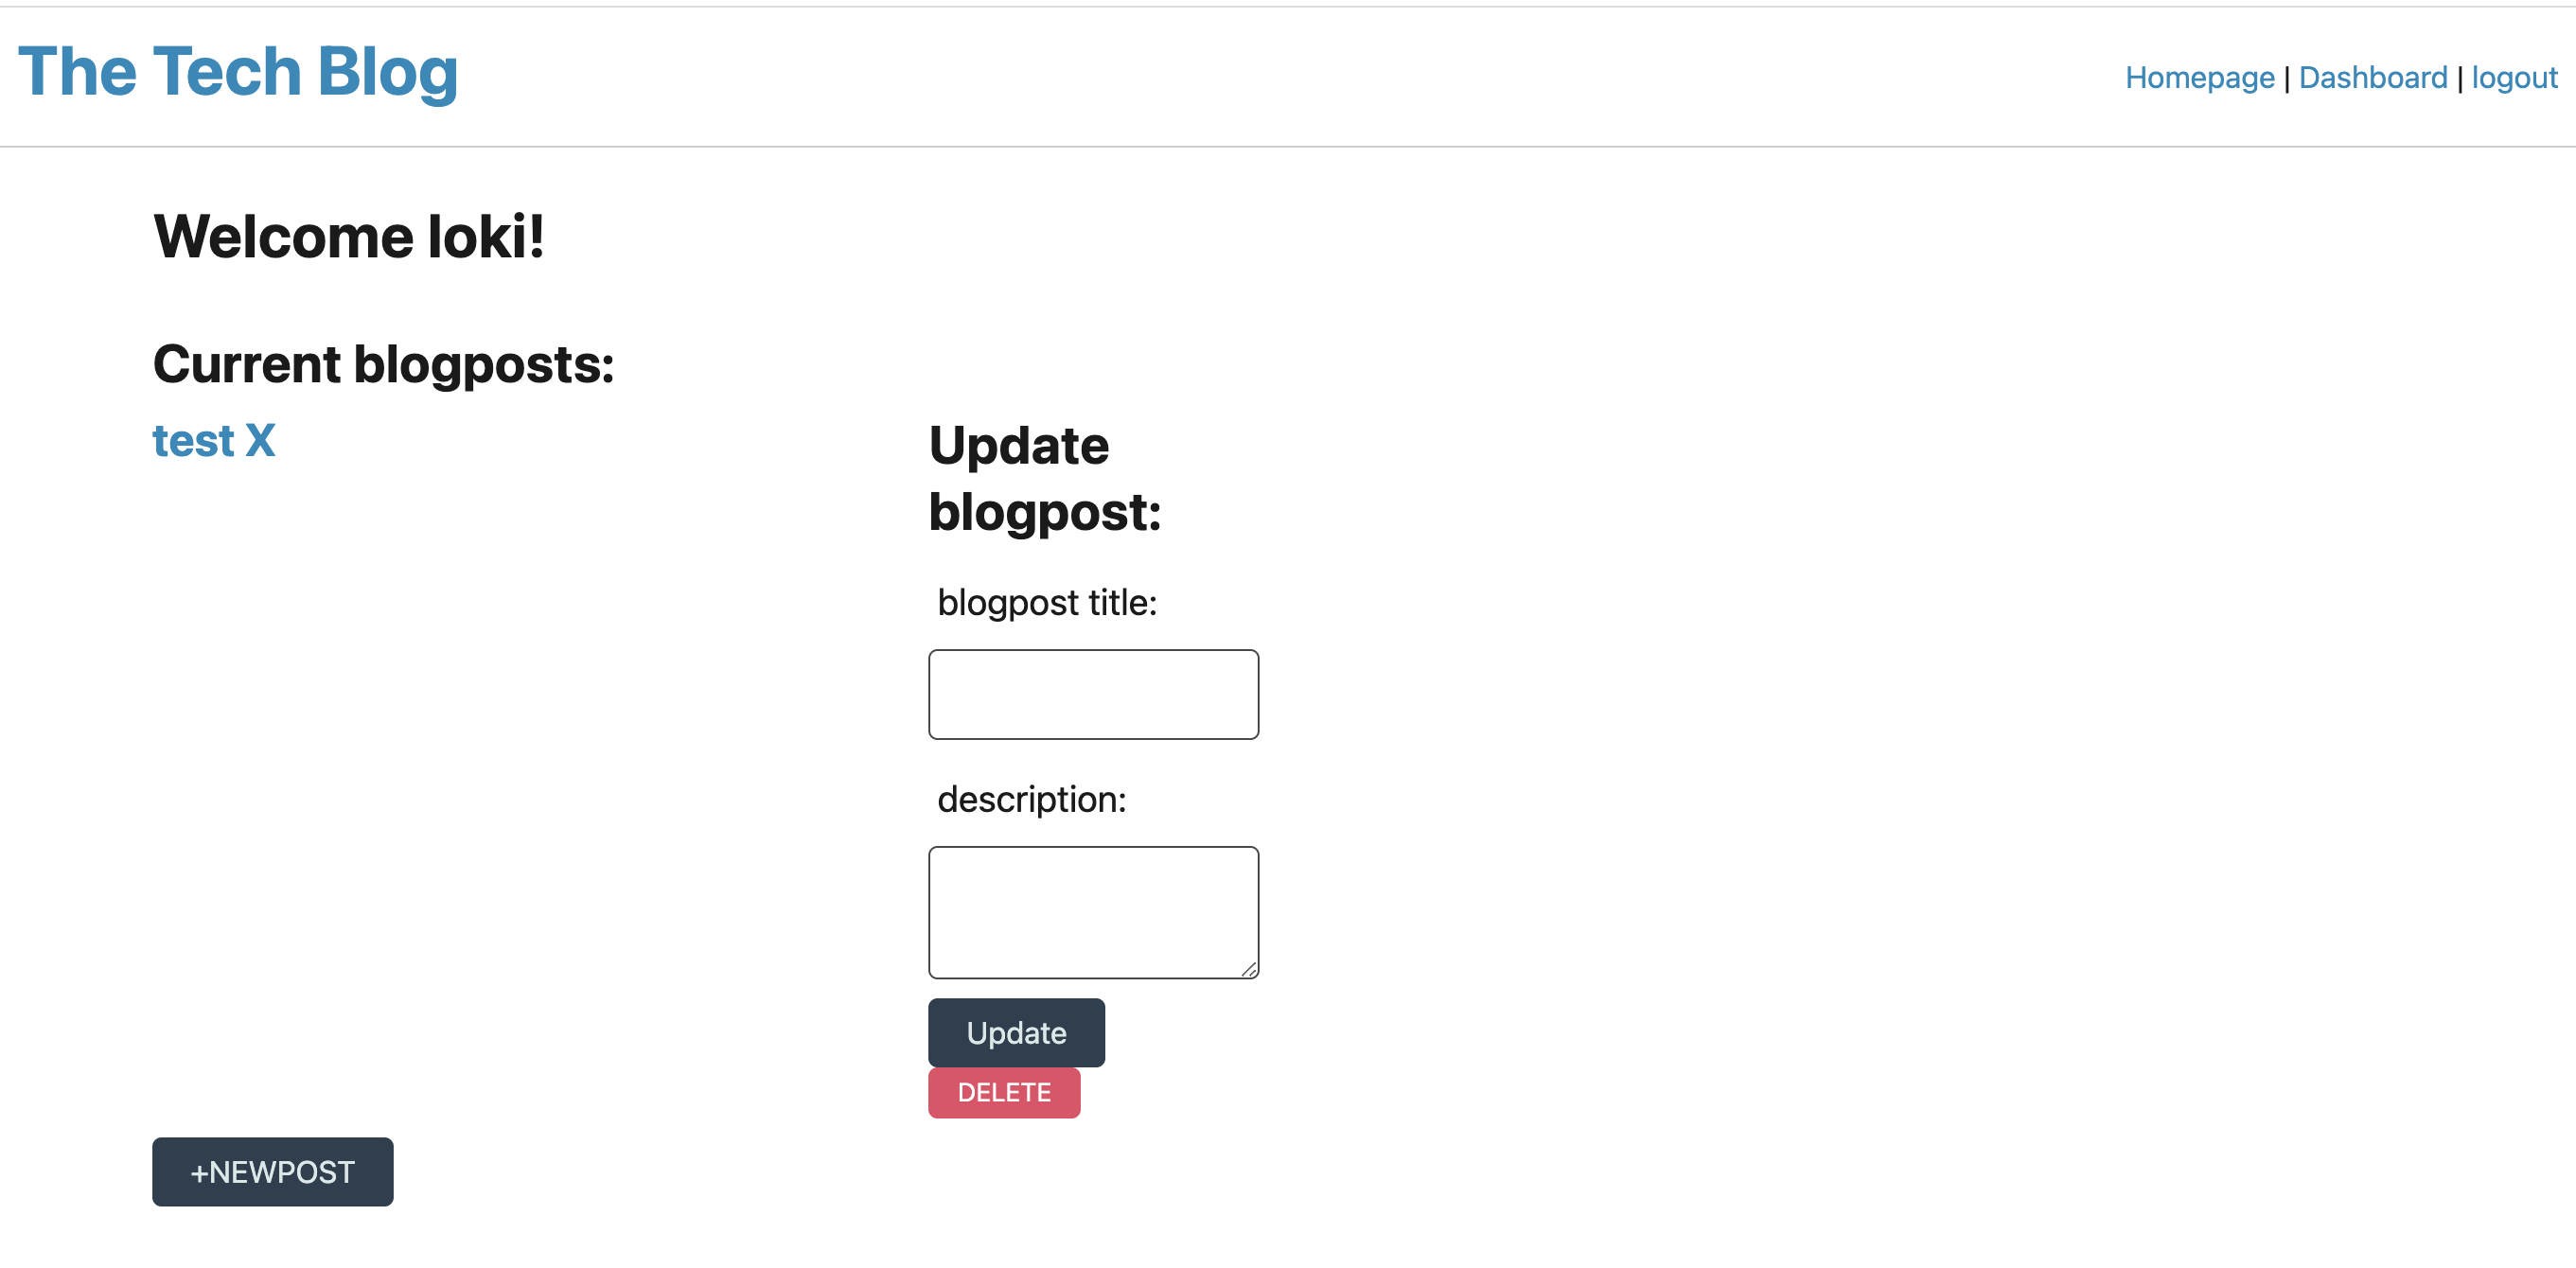 The Tech Blog
Homepage | Dashboard | logout
Welcome loki!
Current blogposts:
test X
Update
blogpost:
blogpost title:
description:
Update
DELETE
+NEWPOST